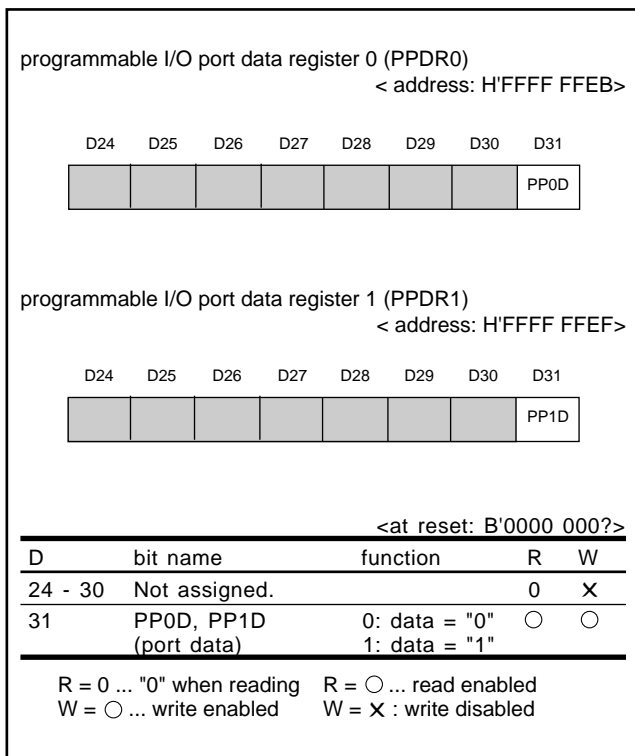 programmable I/O port data register 0 (PPDR0)
< address: H'FFFF FFEB>
D24 D25 D26 D27 D28 D29 D30 D31
PP0D
programmable I/O port data register 1 (PPDR1)
< address: H'FFFF FFEF>
D24 D25 D26 D27 D28 D29 D30 D31
PP1D
<at reset: B'0000 000?>
D bit name function R W
24 - 30 Not assigned. 0 ×
31 PP0D, PP1D 0: data = "0" ○ ○
(port data) 1: data = "1"
R = 0 ... "0" when reading R = ○ ... read enabled
W = ○ ... write enabled W = × : write disabled